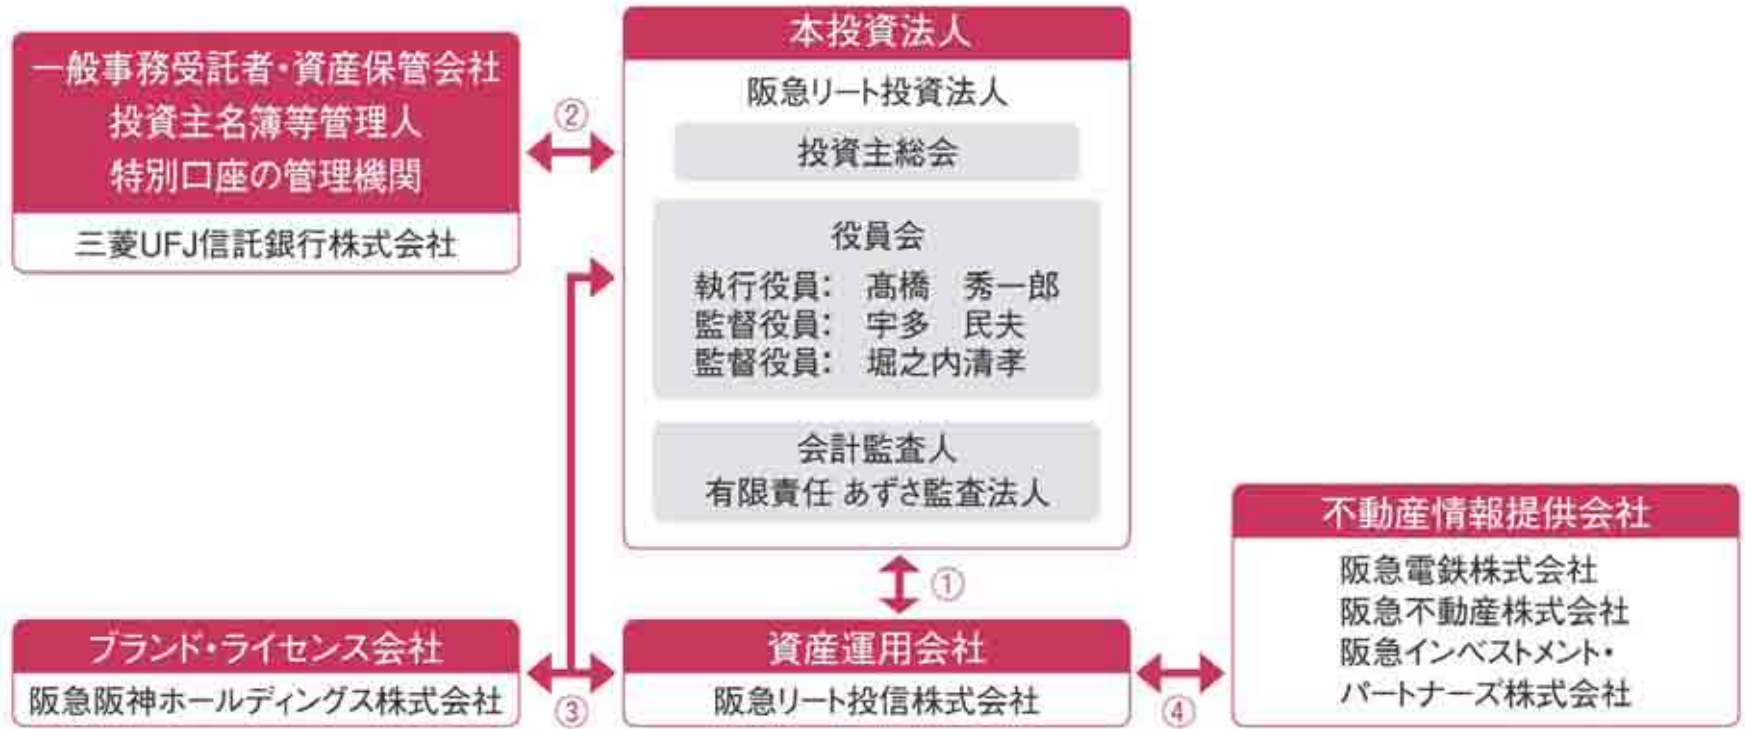 一般事務受託者・資産保管会社
投資主名簿等管理人
特別口座の管理機関
三菱UFJ信託銀行株式会社
②
本投資法人
阪急リート投資法人
投資主総会
役員会
執行役員： 髙橋　秀一郎
監督役員： 宇多　民夫
監督役員： 堀之内清孝
会計監査人
有限責任 あずさ監査法人
①
ブランド・ライセンス会社
阪急阪神ホールディングス株式会社
③
資産運用会社
阪急リート投信株式会社
④
不動産情報提供会社
阪急電鉄株式会社
阪急不動産株式会社
阪急インベストメント・
パートナーズ株式会社